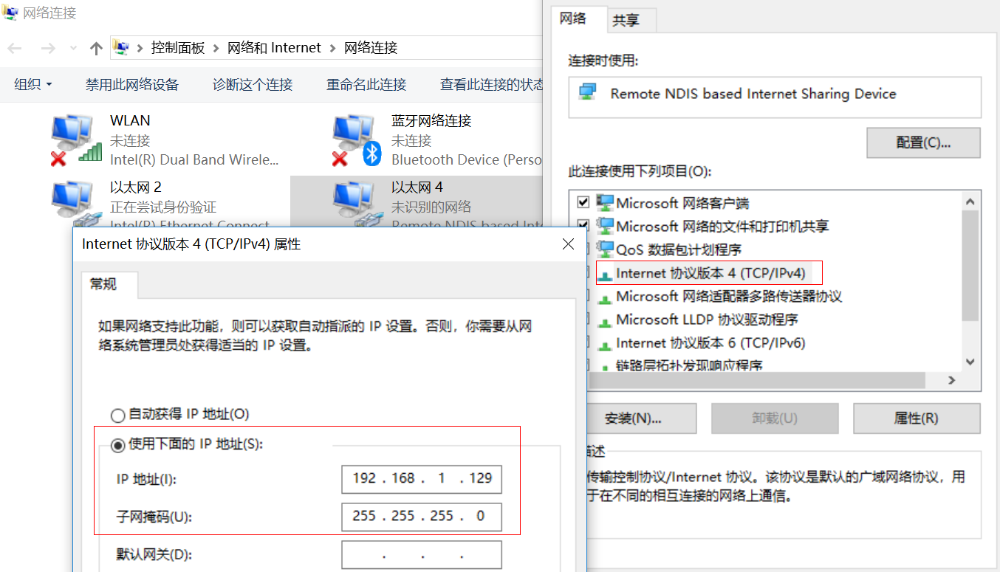 网络连接
控制面板 > 网络和 Internet > 网络连接
组织 禁用此网络设备 诊断这个连接 重命名此连接 查看此连接的状态
WLAN
未连接
Intel(R) Dual Band Wirele...
蓝牙网络连接
未连接
Bluetooth Device (Perso
以太网 2
正在尝试身份验证
Intel(R) Ethernet Connect
以太网 4
未识别的网络
Remote NDIS based Inte
Internet 协议版本 4 (TCP/IPv4) 属性
常规
如果网络支持此功能，则可以获取自动指派的 IP 设置。否则，你需要从网
络系统管理员处获得适当的 IP 设置。
自动获得 IP 地址(O)
使用下面的 IP 地址(S):
IP 地址(I): 192 . 168 . 1 . 129
子网掩码(U): 255 . 255 . 255 . 0
默认网关(D): . . .
网络 共享
连接时使用:
Remote NDIS based Internet Sharing Device
配置(C)...
此连接使用下列项目(O):
Microsoft 网络客户端
Microsoft 网络的文件和打印机共享
QoS 数据包计划程序
Internet 协议版本 4 (TCP/IPv4)
Microsoft 网络适配器多路传送器协议
Microsoft LLDP 协议驱动程序
Internet 协议版本 6 (TCP/IPv6)
链路层拓扑发现响应程序
安装(N)... 卸载(U) 属性(R)
描述
传输控制协议/Internet 协议。该协议是默认的广域网络协议，用
于在不同的相互连接的网络上通信。